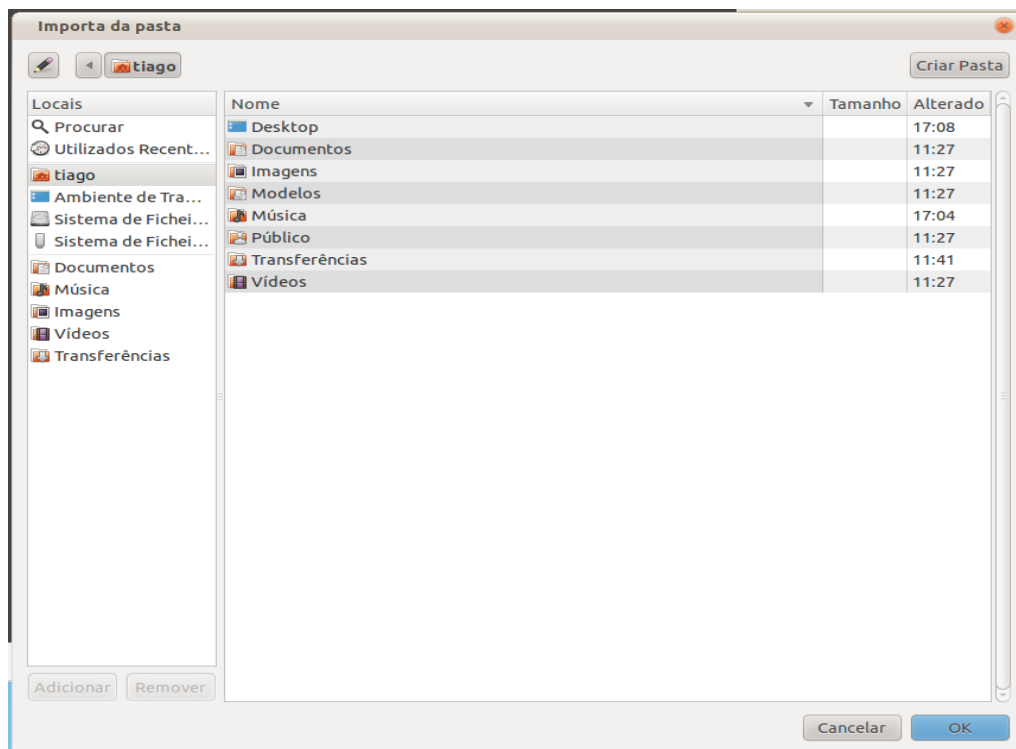 Importa da pasta
tiago
Criar Pasta
Locais
Procurar
Utilizados Recent...
tiago
Ambiente de Tra...
Sistema de Fichei...
Sistema de Fichei...
Documentos
Música
Imagens
Vídeos
Transferências
Adicionar Remover
Nome Tamanho Alterado
Desktop 17:08
Documentos 11:27
Imagens 11:27
Modelos 11:27
Música 17:04
Público 11:27
Transferências 11:41
Vídeos 11:27
Cancelar OK